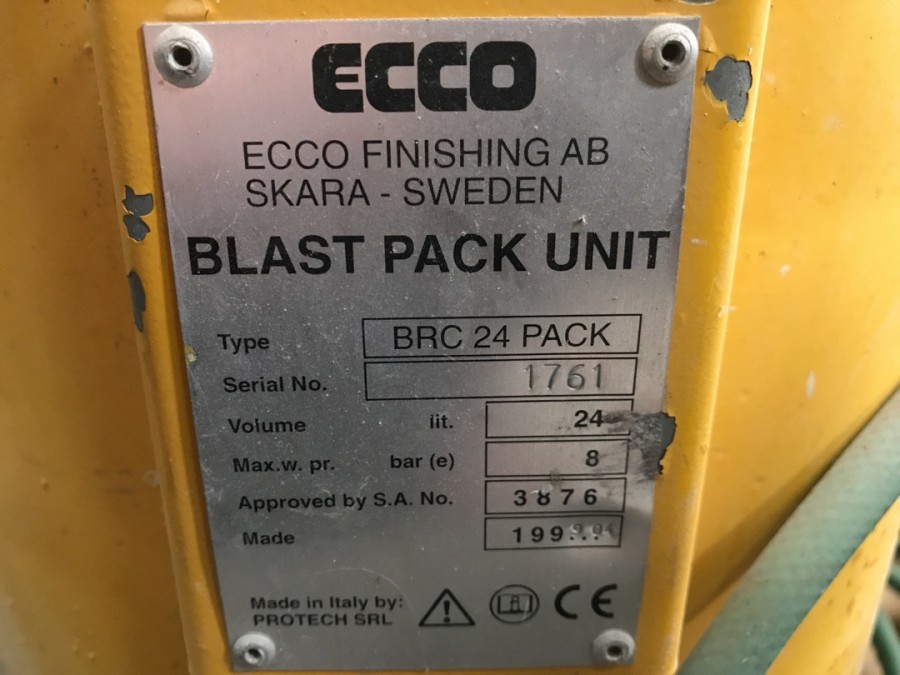 ECCO
ECCO FINISHING AB
SKARA - SWEDEN
BLAST PACK UNIT
Type BRC 24 PACK
Serial No. 1761
Volume lit. 24
Max.w. pr. bar (e) 8
Approved by S.A. No. 3876
Made
Made in Italy by:
PROTECH SRL
CE